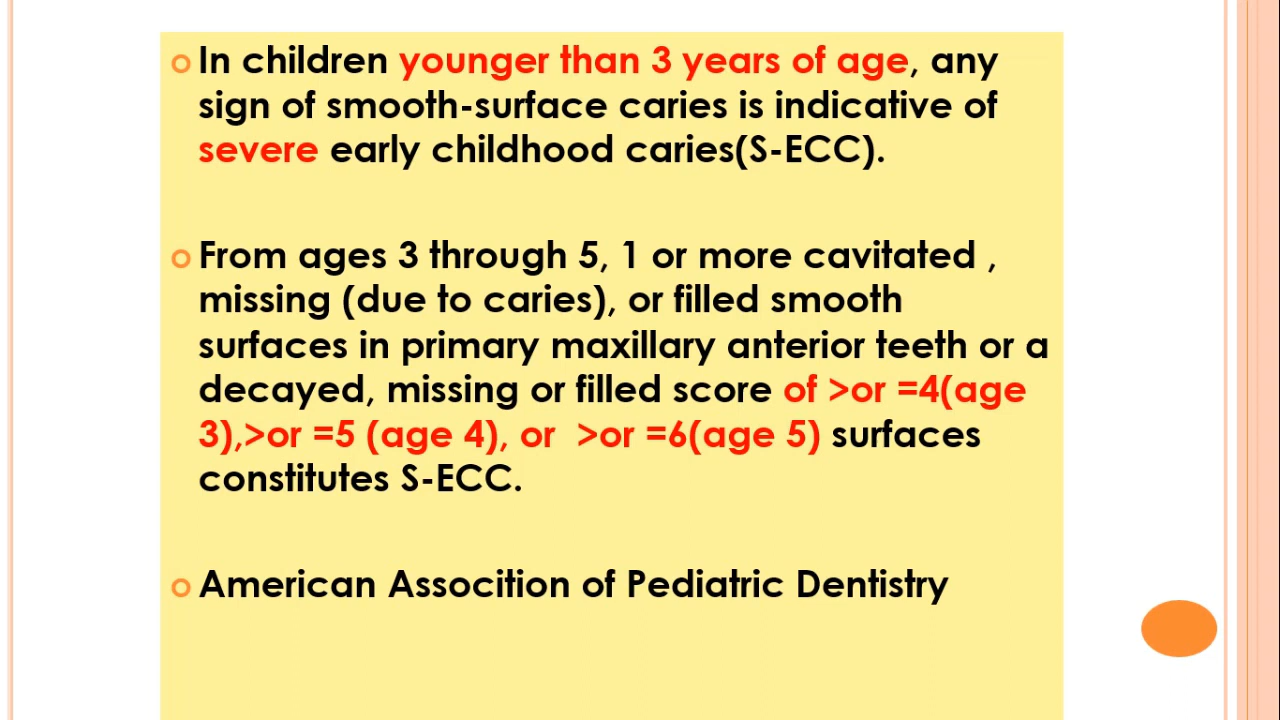 In children younger than 3 years of age, any
sign of smooth-surface caries is indicative of
severe early childhood caries(S-ECC).
From ages 3 through 5, 1 or more cavitated ,
missing (due to caries), or filled smooth
surfaces in primary maxillary anterior teeth or a
decayed, missing or filled score of >or =4(age
3),>or =5 (age 4), or  >or =6(age 5) surfaces
constitutes S-ECC.
American Assocition of Pediatric Dentistry